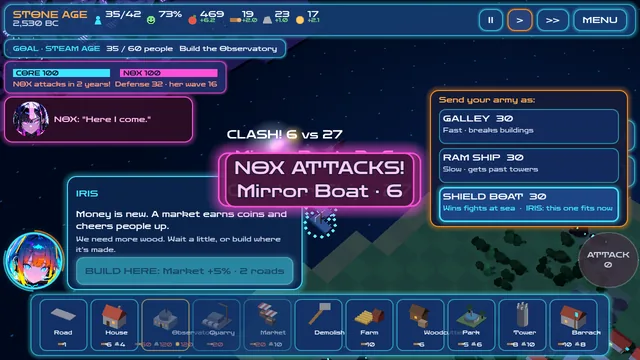 STONE AGE
2,530 BC
35/42
73%
469
+6.2
19
+2.1
23
+1.0
17
+2.1
II
>
>>
MENU
GOAL · STEAM AGE 35 / 60 people Build the Observatory
CORE 100
NOX 100
NOX attacks in 2 years! Defense 32 · her wave 16
NOX: "Here I come."
CLASH! 6 vs 27
NOX ATTACKS!
Mirror Boat · 6
Send your army as:
GALLEY 30
Fast · breaks buildings
RAM SHIP 30
Slow · gets past towers
SHIELD BOAT 30
Wins fights at sea · IRIS: this one fits now
IRIS
Money is new. A market earns coins and
cheers people up.
We need more wood. Wait a little, or build where
it's made.
BUILD HERE: Market +5% · 2 roads
ATTACK
0
Road
House
Quarry
Market
Demolish
Farm
Park
Tower
Barrack